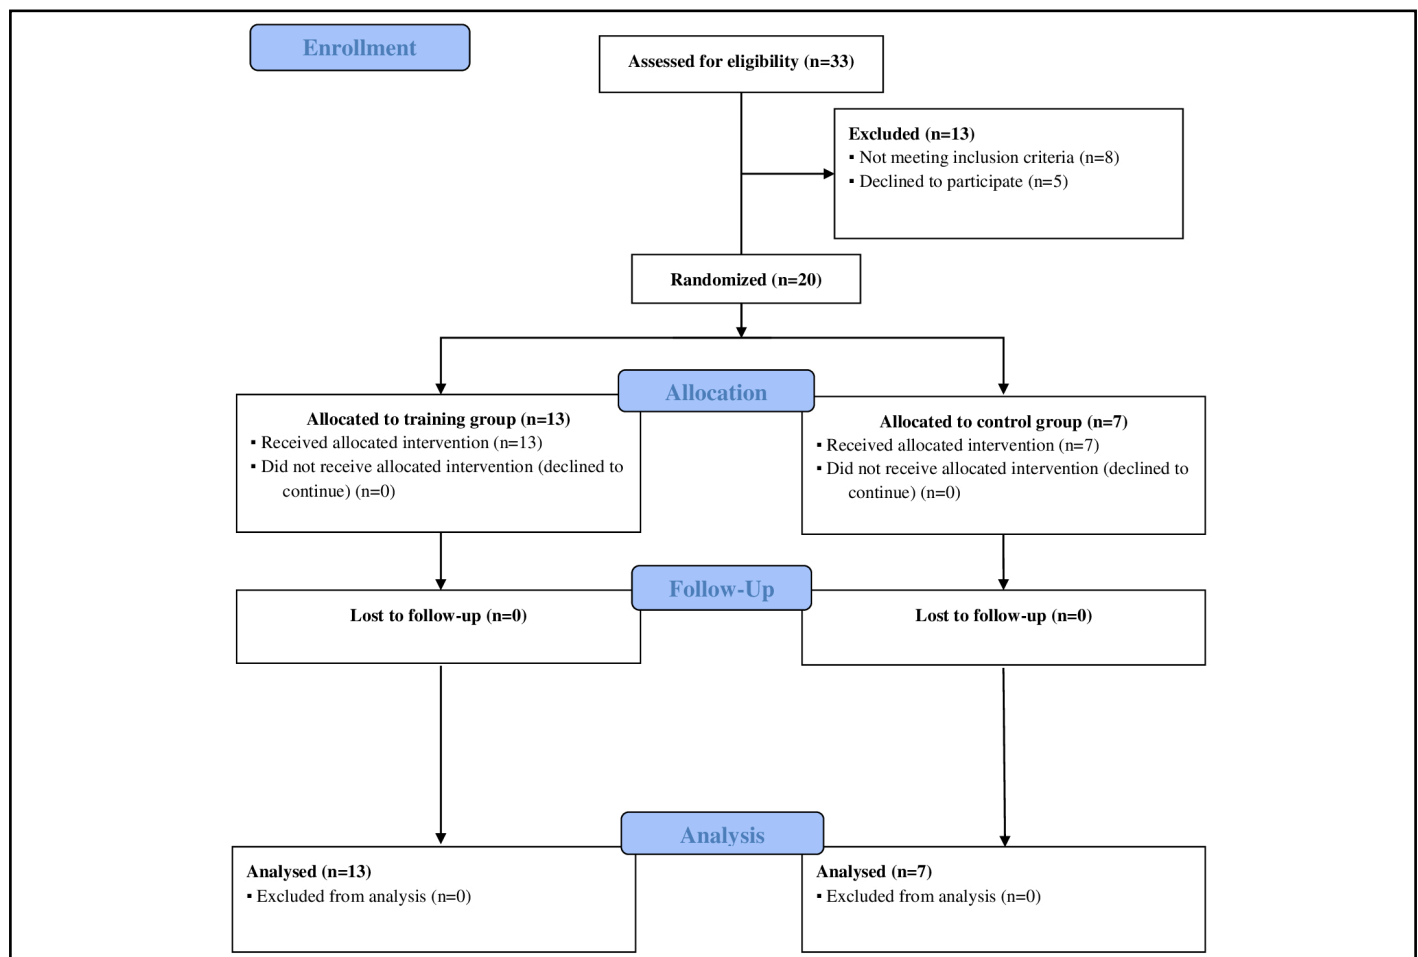 Enrollment
Assessed for eligibility (n=33)
Excluded (n=13)
▪ Not meeting inclusion criteria (n=8)
▪ Declined to participate (n=5)
Randomized (n=20)
Allocation
Allocated to training group (n=13)
▪ Received allocated intervention (n=13)
▪ Did not receive allocated intervention (declined to
continue) (n=0)
Allocated to control group (n=7)
▪ Received allocated intervention (n=7)
▪ Did not receive allocated intervention (declined to
continue) (n=0)
Follow-Up
Lost to follow-up (n=0)
Lost to follow-up (n=0)
Analysis
Analysed (n=13)
▪ Excluded from analysis (n=0)
Analysed (n=7)
▪ Excluded from analysis (n=0)